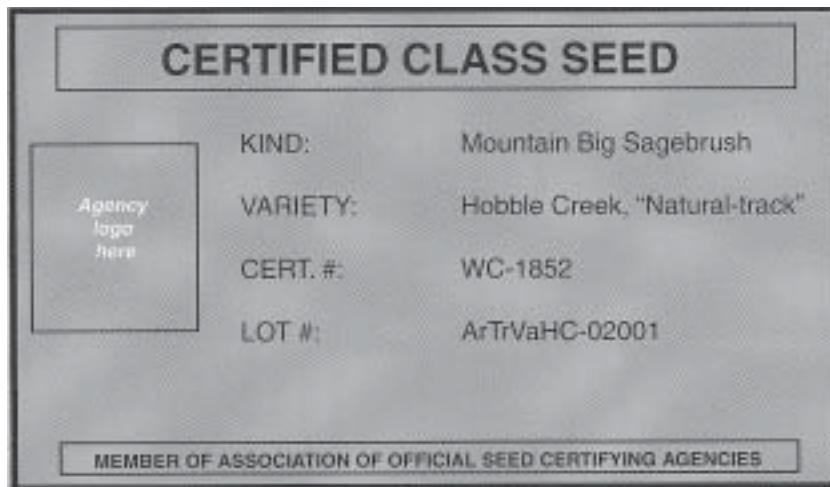 CERTIFIED CLASS SEED
Agency
logo
here
KIND: Mountain Big Sagebrush
VARIETY: Hobble Creek, "Natural-track"
CERT. #: WC-1852
LOT #: ArTrVaHC-02001
MEMBER OF ASSOCIATION OF OFFICIAL SEED CERTIFYING AGENCIES